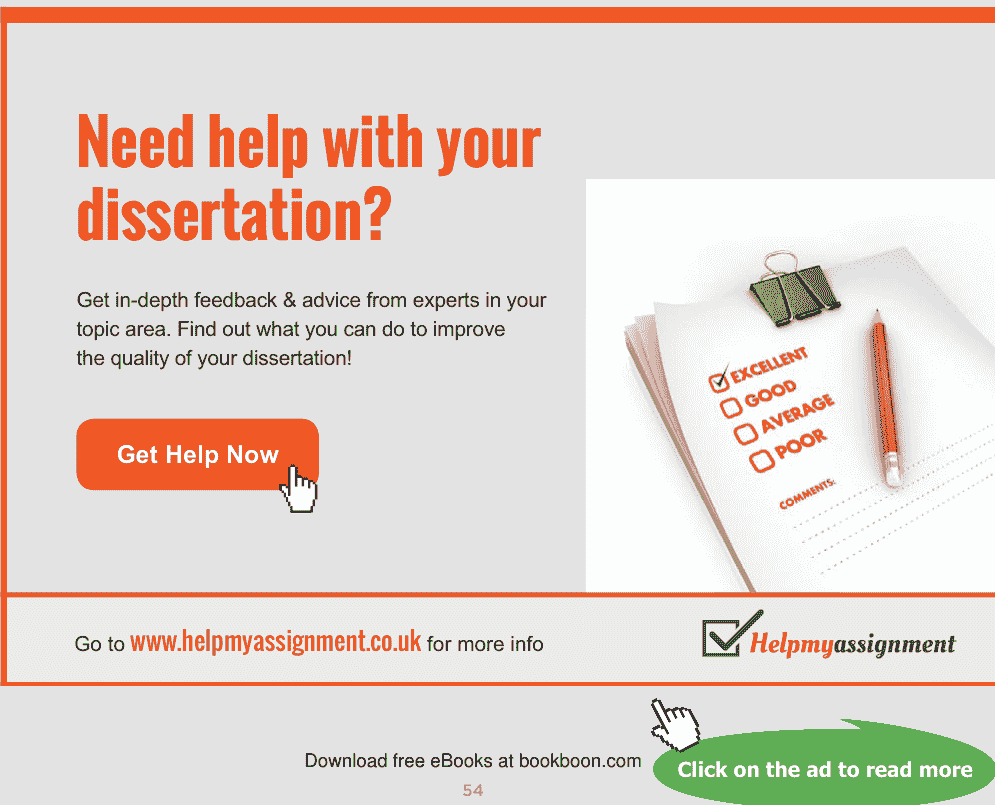 Need help with your
dissertation?
Get in-depth feedback & advice from experts in your
topic area. Find out what you can do to improve
the quality of your dissertation!
Get Help Now
EXCELLENT
GOOD
AVERAGE
POOR
COMMENTS:
Go to www.helpmyassignment.co.uk for more info
Helpmyassignment
Download free eBooks at bookboon.com
Click on the ad to read more
54